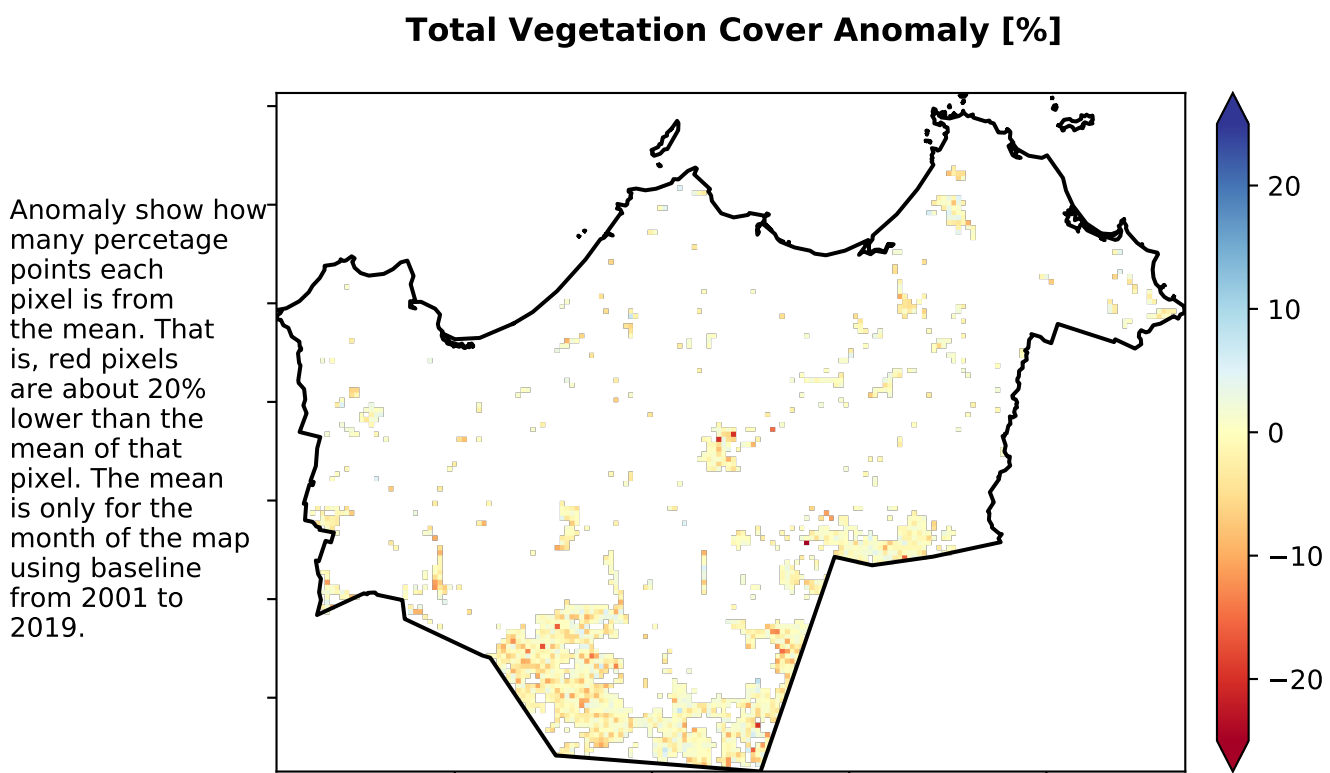 Total Vegetation Cover Anomaly [%]
Anomaly show how
many percetage
points each
pixel is from
the mean. That
is, red pixels
are about 20%
lower than the
mean of that
pixel. The mean
is only for the
month of the map
using baseline
from 2001 to
2019.
20
10
0
−10
−20